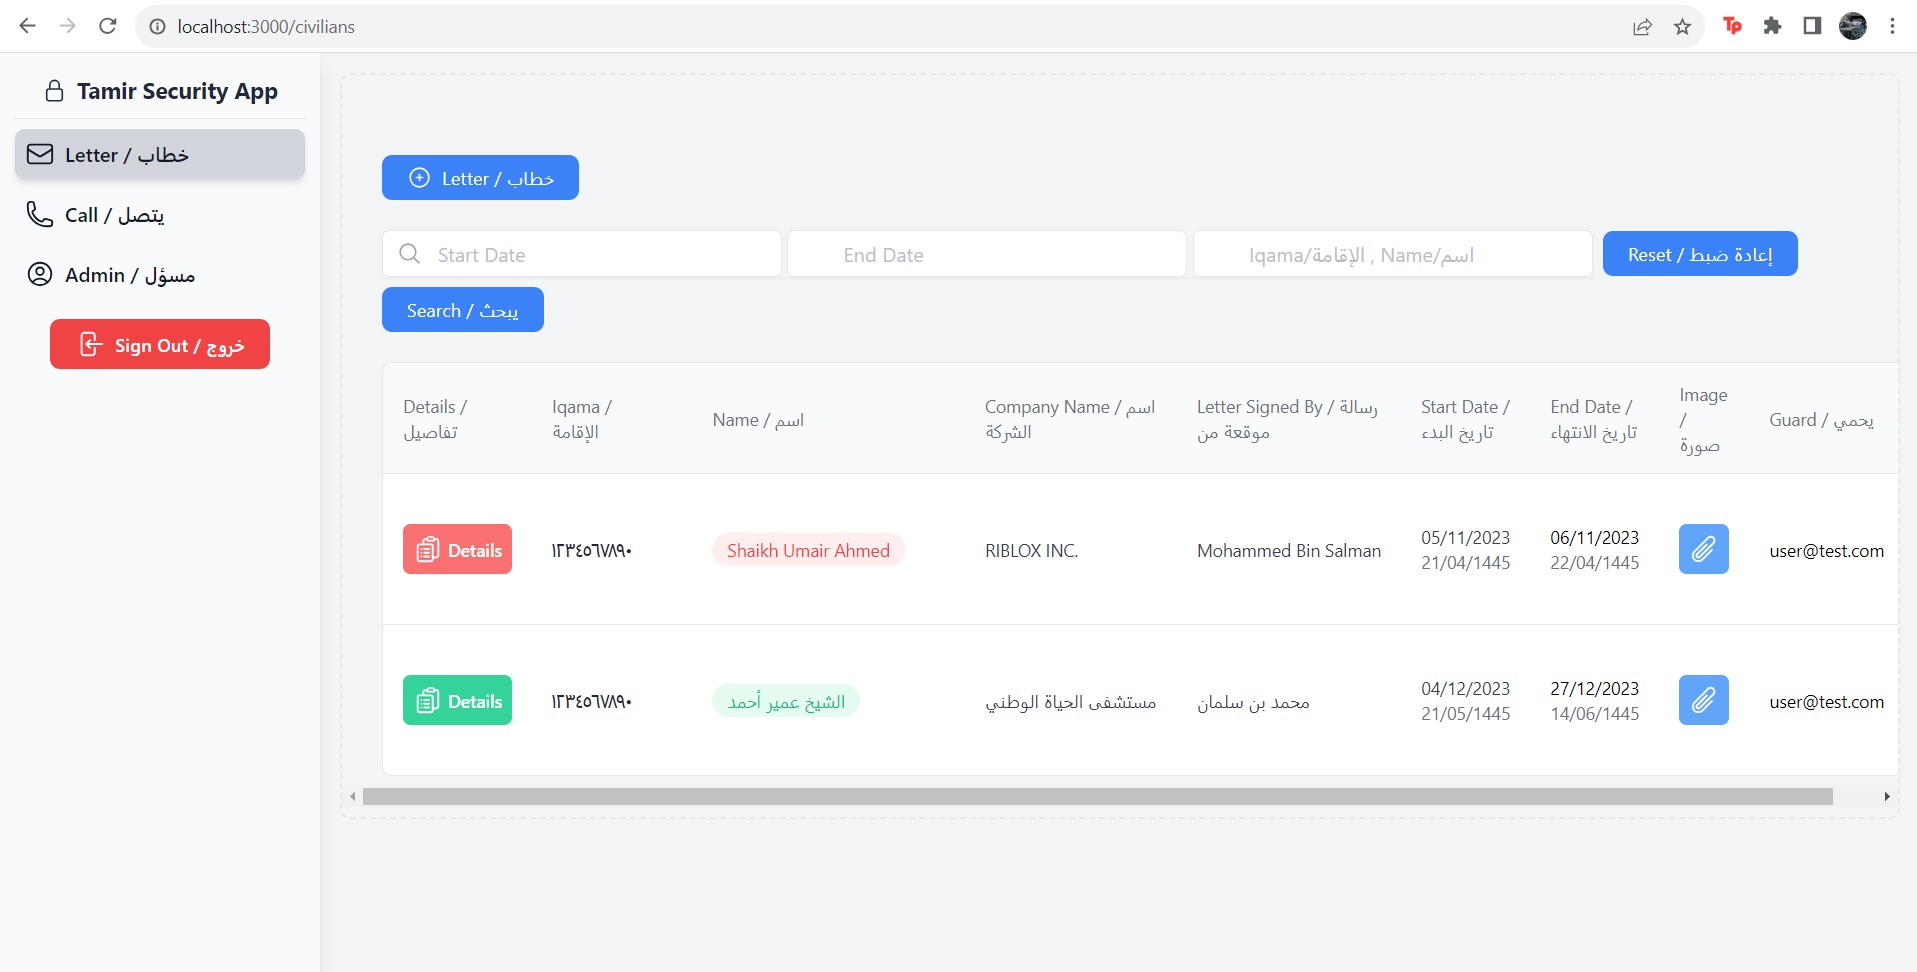 localhost:3000/civilians
Tp
Tamir Security App
Letter / خطاب
Call / يتصل
Admin / مسؤل
Sign Out / خروج
Letter / خطاب
Start Date
End Date
Iqama/الإقامة , Name/اسم
Reset / إعادة ضبط
Search / يبحث
Details / تفاصيل
Iqama / الإقامة
Name / اسم
Company Name / اسم الشركة
Letter Signed By / رسالة موقعة من
Start Date / تاريخ البدء
End Date / تاريخ الانتهاء
Image / صورة
Guard / يحمي
Details
١٢٣٤٥٦٧٨٩٠
Shaikh Umair Ahmed
RIBLOX INC.
Mohammed Bin Salman
05/11/2023
21/04/1445
06/11/2023
22/04/1445
user@test.com
Details
١٢٣٤٥٦٧٨٩٠
الشيخ عمير أحمد
مستشفى الحياة الوطني
محمد بن سلمان
04/12/2023
21/05/1445
27/12/2023
14/06/1445
user@test.com